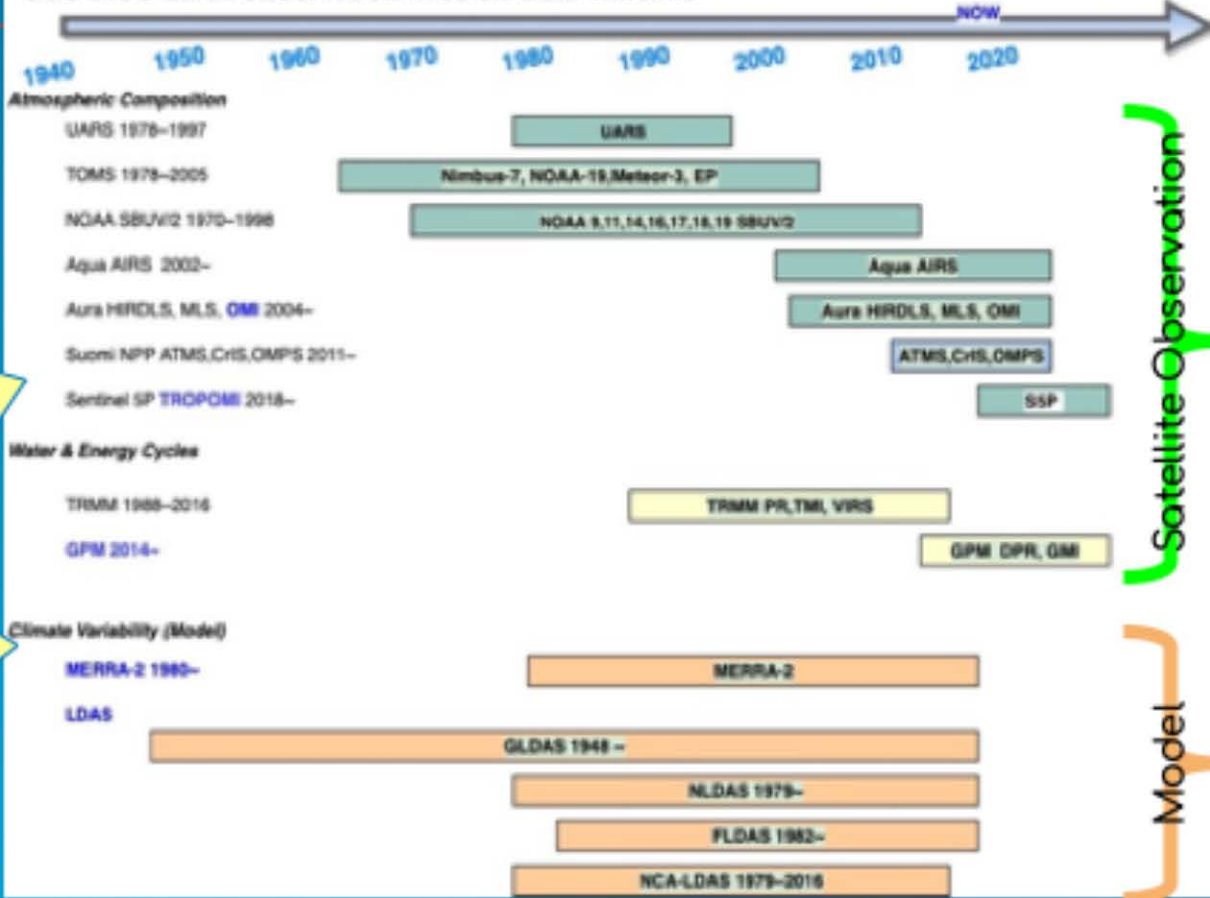 NOW
1940 1950 1960 1970 1980 1990 2000 2010 2020
Atmospheric Composition
UARS 1978–1997 UARS
TOMS 1978–2005 Nimbus-7, NOAA-19,Meteor-3, EP
NOAA SBUV/2 1970–1998 NOAA 9,11,14,16,17,18,19 SBUV/2
Aqua AIRS 2002– Aqua AIRS
Aura HIRDLS, MLS, OMI 2004– Aura HIRDLS, MLS, OMI
Suomi NPP ATMS,CrIS,OMPS 2011– ATMS,CrIS,OMPS
Sentinel 5P TROPOMI 2018– S5P
Water & Energy Cycles
TRMM 1988–2016 TRMM PR,TMI, VIRS
GPM 2014– GPM DPR, GMI
Satellite Observation
Climate Variability (Model)
MERRA-2 1980– MERRA-2
LDAS
GLDAS 1948 –
NLDAS 1979–
FLDAS 1982–
NCA-LDAS 1979–2016
Model